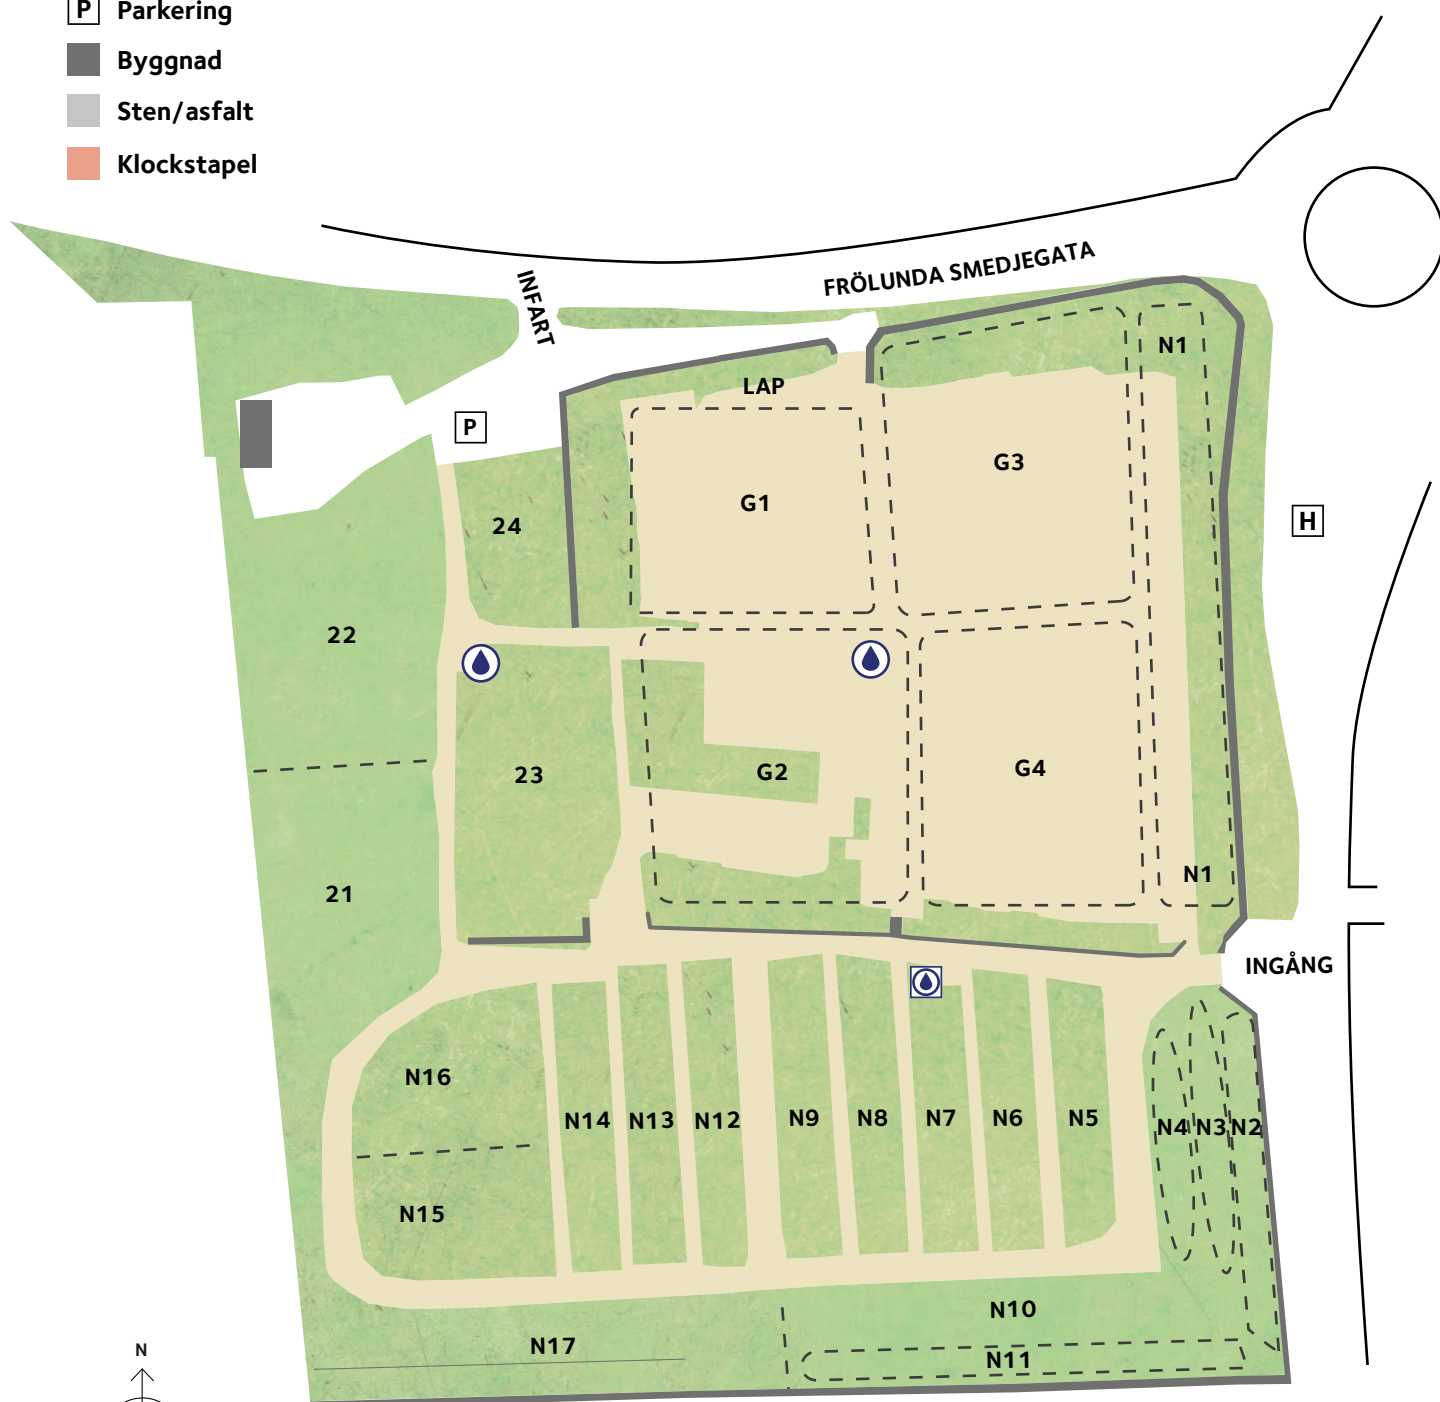 P Parkering
Byggnad
Sten/asfalt
Klockstapel
INFART
FRÖLUNDA SMEDJEGATA
N1
LAP
P
G3
G1
H
24
22
23
G2
G4
N1
21
INGÅNG
N16
N14
N13
N12
N9
N8
N7
N6
N5
N4
N3
N2
N15
N10
N17
N11
N